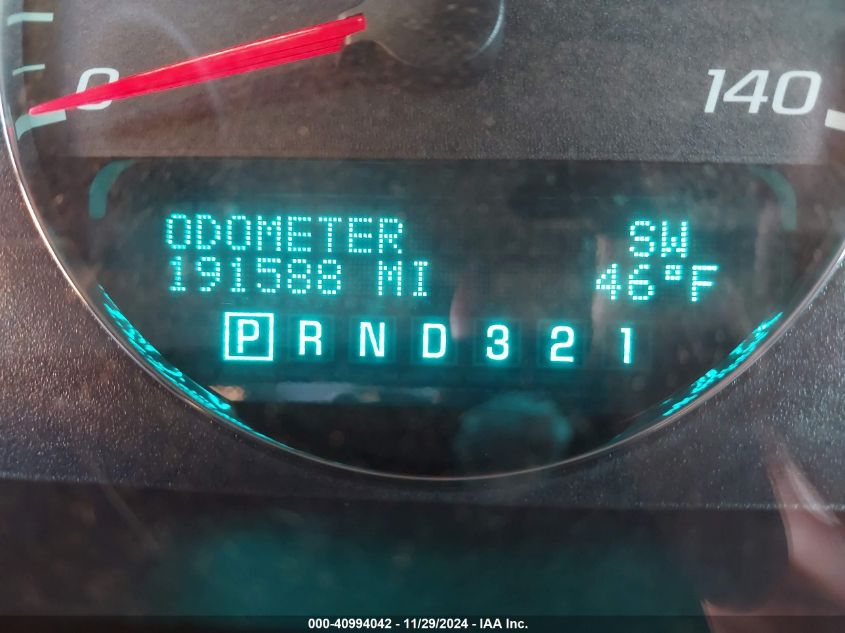 0 140
ODOMETER SW
191588 MI 46°F
P R N D 3 2 1
000-40994042 - 11/29/2024 - IAA Inc.